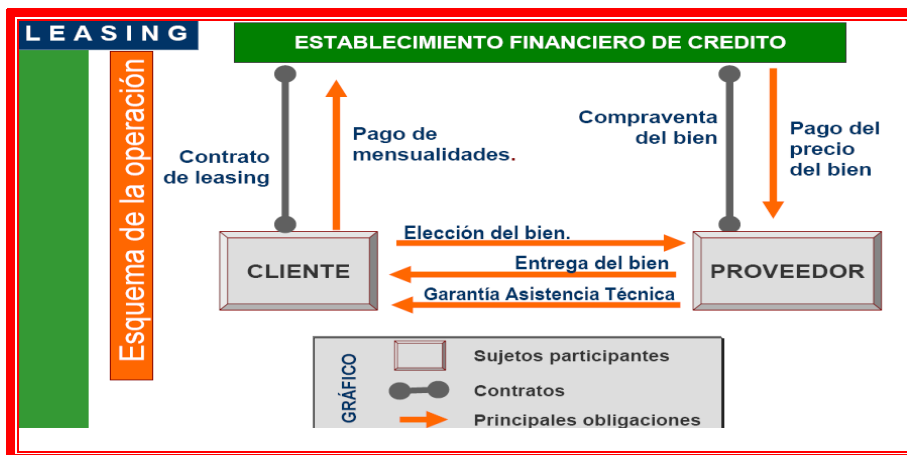 LEASING
ESTABLECIMIENTO FINANCIERO DE CREDITO
Esquema de la operación
Contrato
de leasing
Pago de
mensualidades.
Compraventa
del bien
Pago del
precio
del bien
CLIENTE
Elección del bien.
Entrega del bien
Garantía Asistencia Técnica
PROVEEDOR
GRÁFICO
Sujetos participantes
Contratos
Principales obligaciones